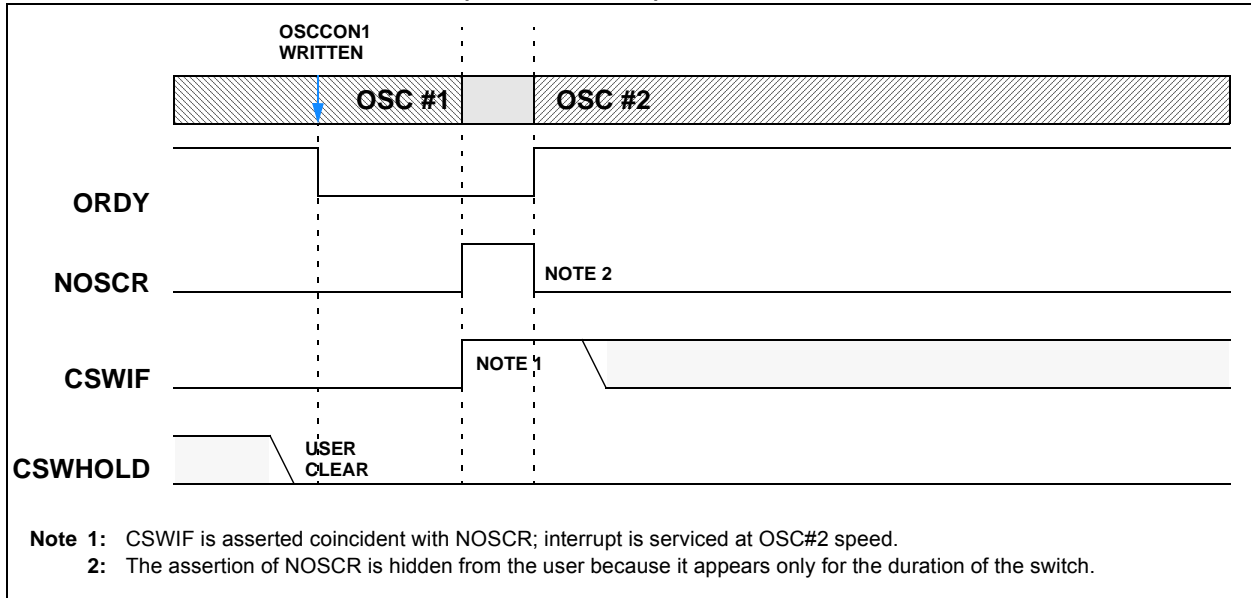 OSCCON1
WRITTEN
OSC #1
OSC #2
ORDY
NOSCR
NOTE 2
CSWIF
NOTE 1
CSWHOLD
USER
CLEAR
Note 1: CSWIF is asserted coincident with NOSCR; interrupt is serviced at OSC#2 speed.
2: The assertion of NOSCR is hidden from the user because it appears only for the duration of the switch.